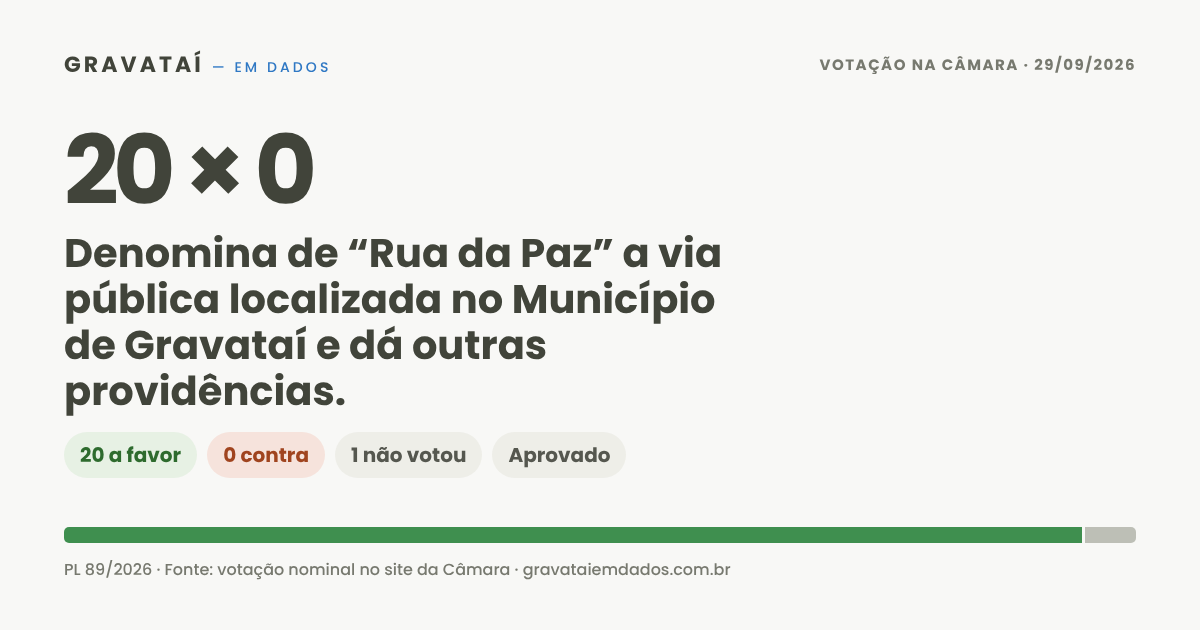 GRAVATAÍ — EM DADOS
VOTAÇÃO NA CÂMARA · 29/09/2026
20 × 0
Denomina de “Rua da Paz” a via
pública localizada no Município
de Gravataí e dá outras
providências.
20 a favor
0 contra
1 não votou
Aprovado
PL 89/2026 · Fonte: votação nominal no site da Câmara · gravataiemdados.com.br